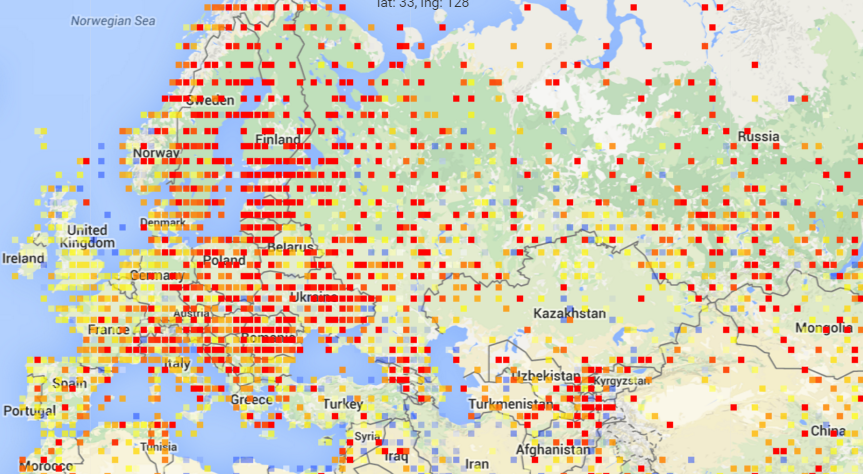 lat: 33, lng: 128
Norwegian Sea
Sweden
Finland
Russia
Norway
Denmark
United
Kingdom
Ireland
Belarus
Poland
Germany
Ukraine
Austria
Kazakhstan
France
Romania
Mongolia
Italy
Uzbekistan
Kyrgyzstan
Spain
Greece
Turkey
Turkmenistan
Portugal
China
Syria
Tunisia
Afghanistan
Iraq
Iran
Morocco